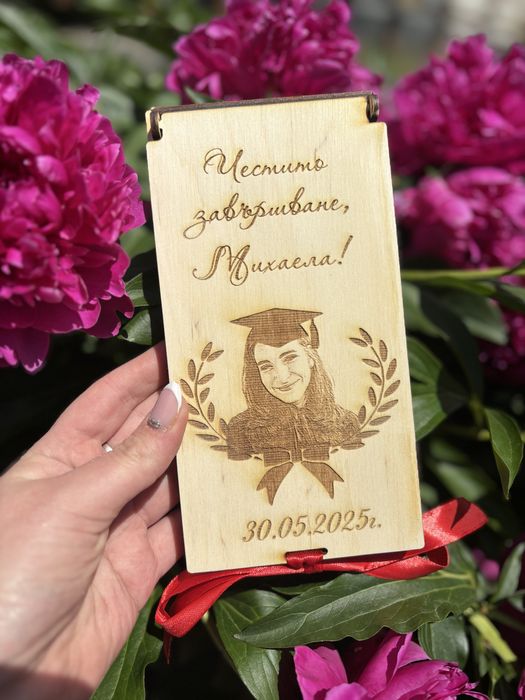 Честито
завършване,
Михаела!
30.05.2025г.